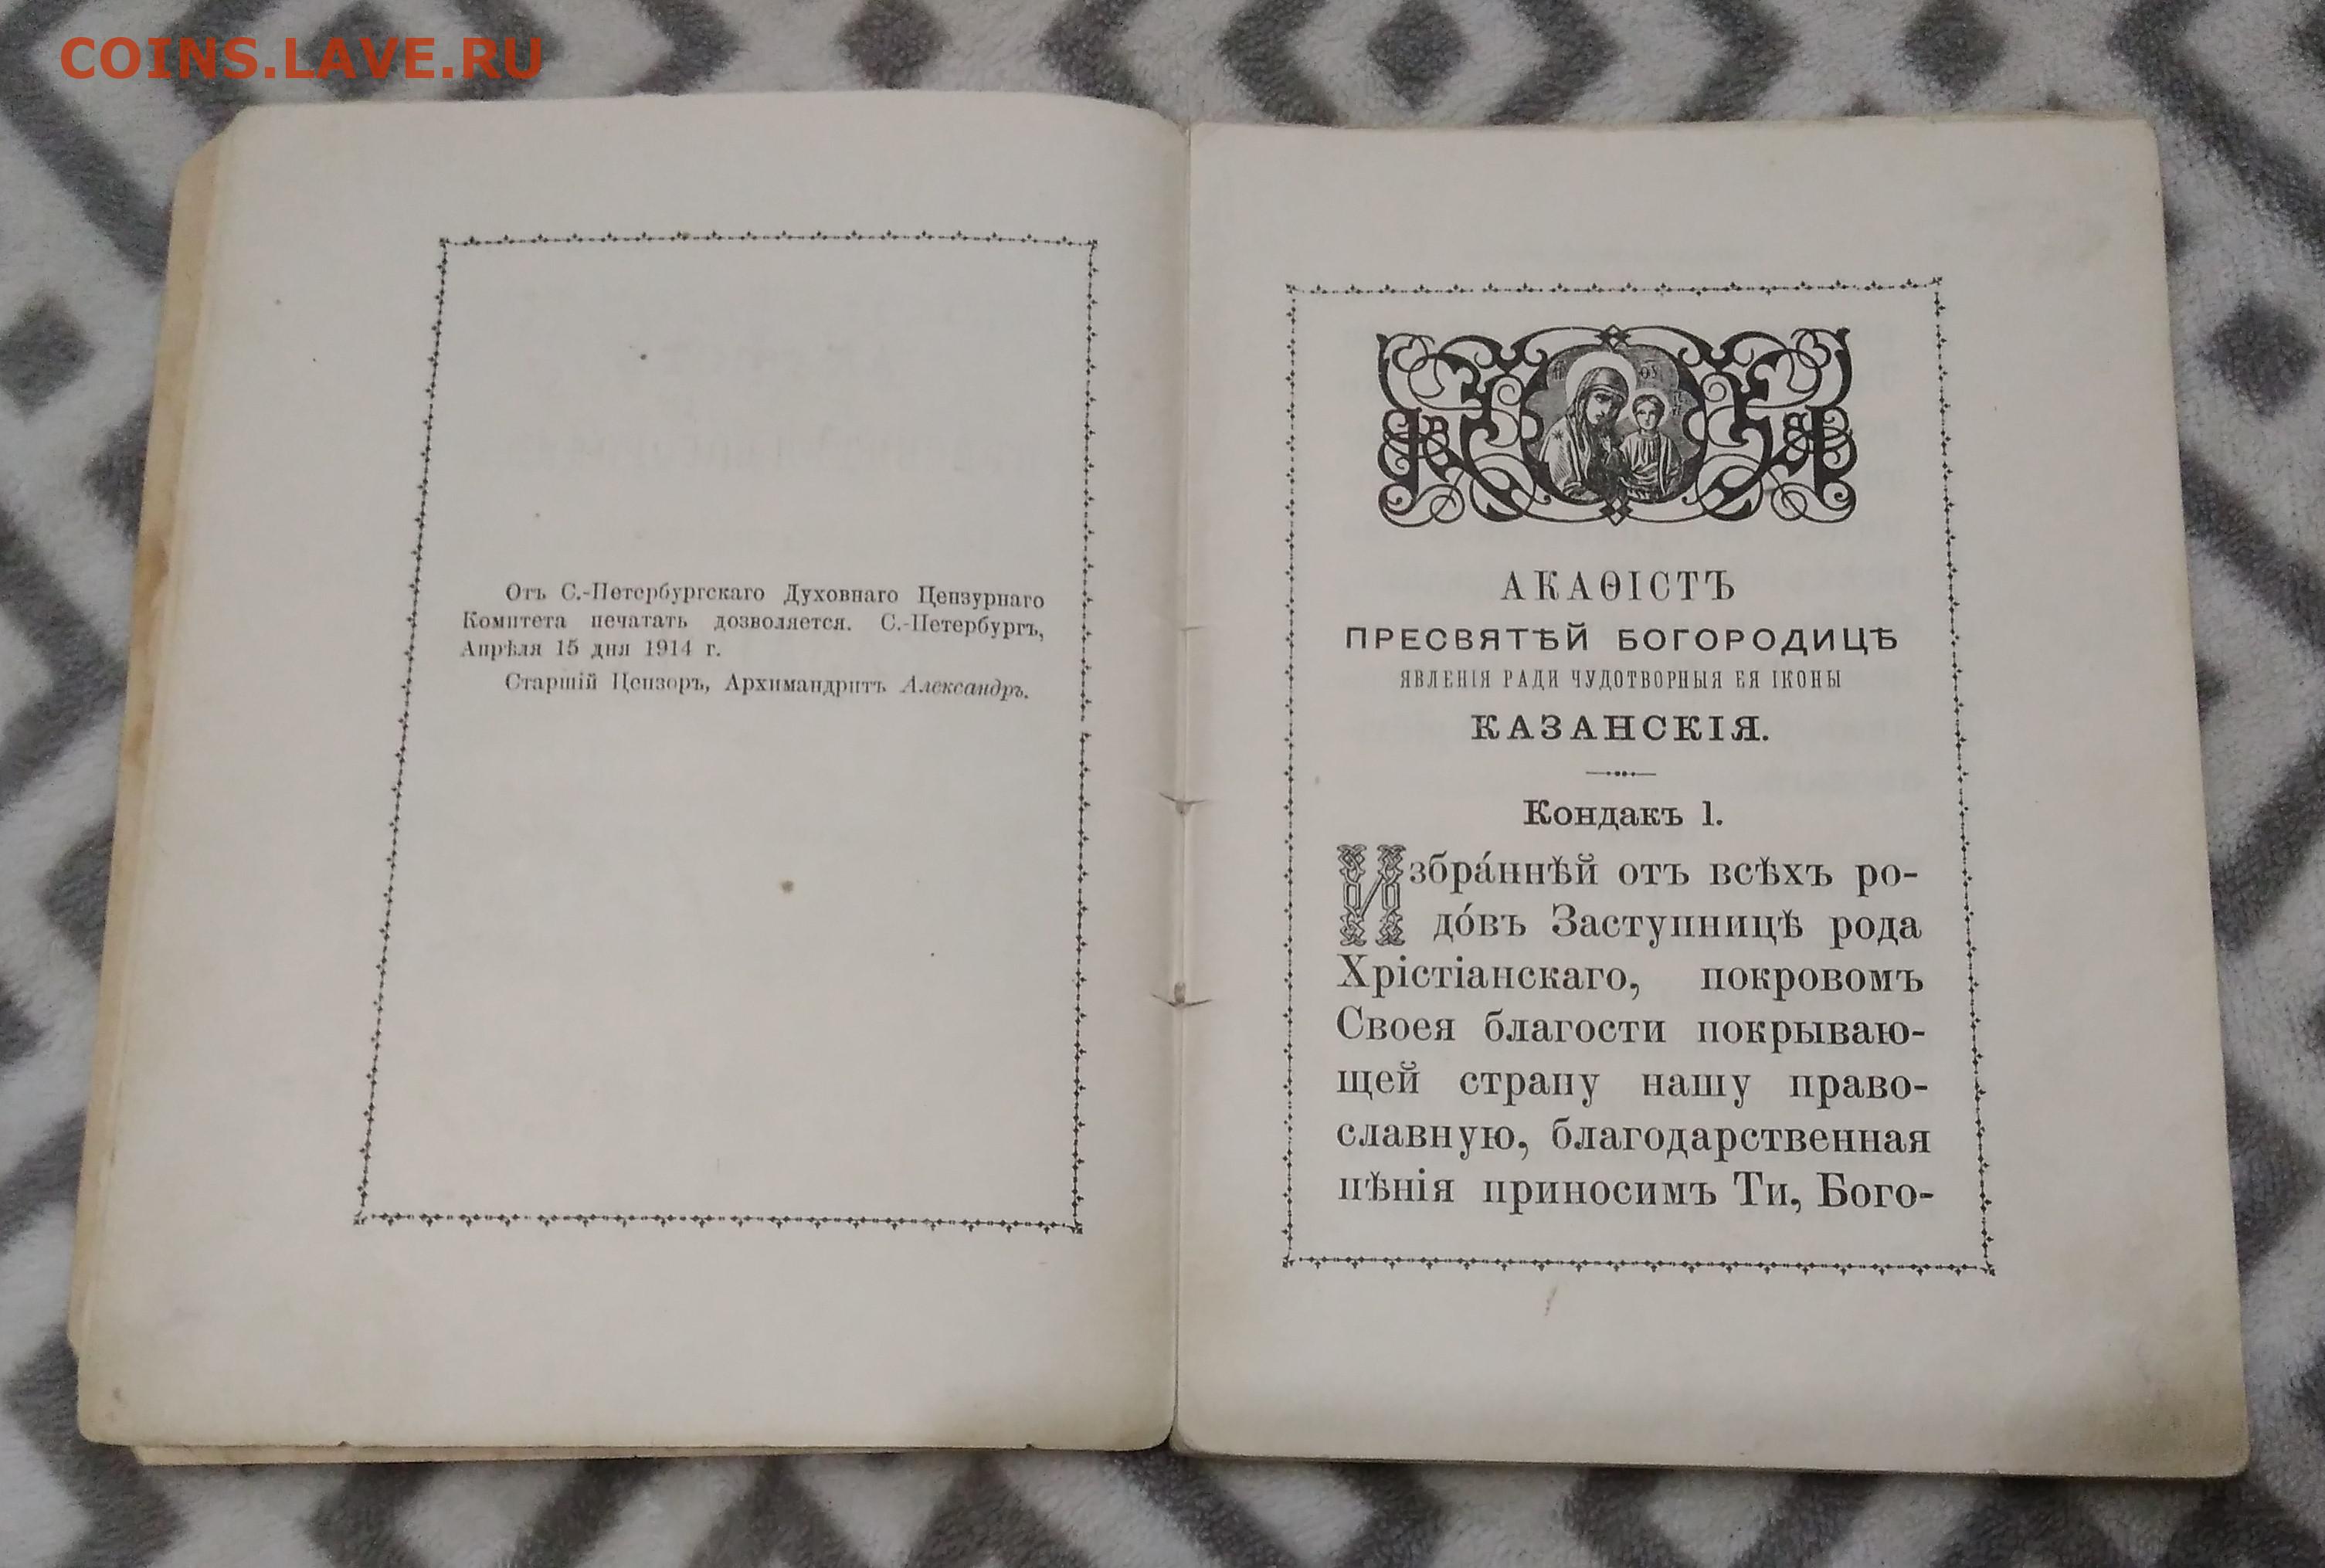 COINS.LAVE.RU
Отъ С.-Петербургскаго Духовнаго Цензурнаго
Комитета печатать дозволяется. С.-Петербургъ,
Апрѣля 15 дня 1914 г.
Старшій Цензоръ, Архимандритъ Александръ.
АКАѲІСТЪ
ПРЕСВЯТѢЙ БОГОРОДИЦѢ
ЯВЛЕНІЯ РАДИ ЧУДОТВОРНЫЯ ЕЯ ІКОНЫ
КАЗАНСКІЯ.
Кондакъ 1.
Избра́ннѣй отъ всѣхъ ро-
до́въ Заступницѣ рода
Хрістіанскаго, покровомъ
Своея благости покрываю-
щей страну нашу право-
славную, благодарственная
пѣнія приносимъ Ти, Бого-